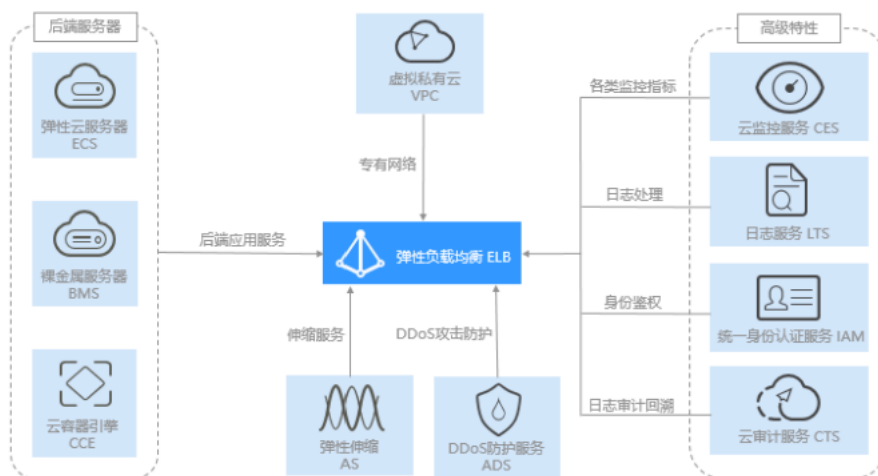 后端服务器
弹性云服务器
ECS
裸金属服务器
BMS
云容器引擎
CCE
后端应用服务
虚拟私有云
VPC
专有网络
弹性负载均衡 ELB
伸缩服务
DDoS攻击防护
弹性伸缩
AS
DDoS防护服务
ADS
高级特性
各类监控指标
云监控服务 CES
日志处理
日志服务 LTS
身份鉴权
统一身份认证服务 IAM
日志审计回溯
云审计服务 CTS